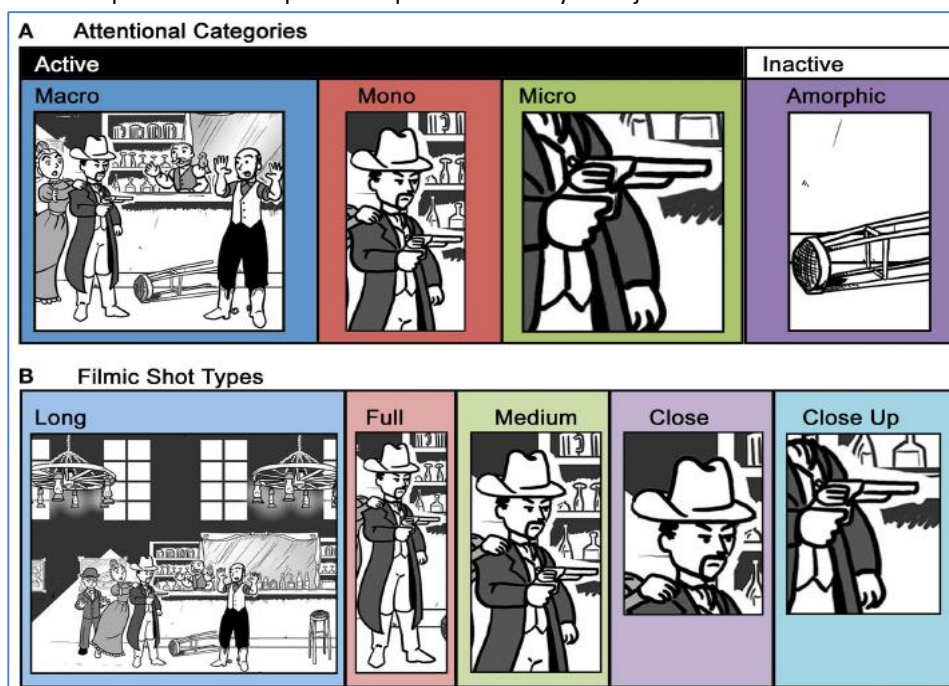 A Attentional Categories
Active Inactive
Macro Mono Micro Amorphic
B Filmic Shot Types
Long Full Medium Close Close Up